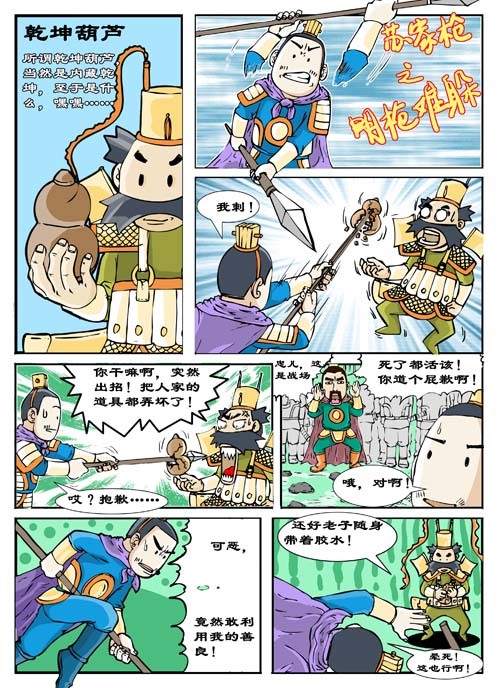 乾坤葫芦
所谓乾坤葫芦
当然是内藏乾
坤，至于是什
么，嘿嘿……
苏家枪
之
明枪难躲
我刺！
你干嘛啊，突然
出招！把人家的
道具都弄坏了！
哎？抱歉……
忠儿，这
是战场
死了都活该！
你道个屁歉啊！
哦，对啊！
可恶，
竟然敢利
用我的善
良！
还好老子随身
带着胶水！
晕死！
这也行啊！